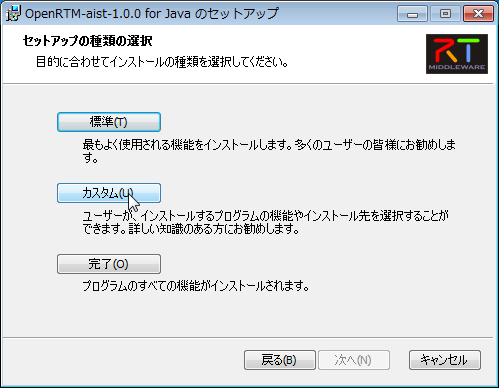 OpenRTM-aist-1.0.0 for Java のセットアップ
セットアップの種類の選択
目的に合わせてインストールの種類を選択してください。
RT
MIDDLEWARE
標準(T)
最もよく使用される機能をインストールします。多くのユーザーの皆様にお勧めしま
す。
カスタム(U)
ユーザーが、インストールするプログラムの機能やインストール先を選択することが
できます。詳しい知識のある方にお勧めします。
完了(O)
プログラムのすべての機能がインストールされます。
戻る(B)
次へ(N)
キャンセル